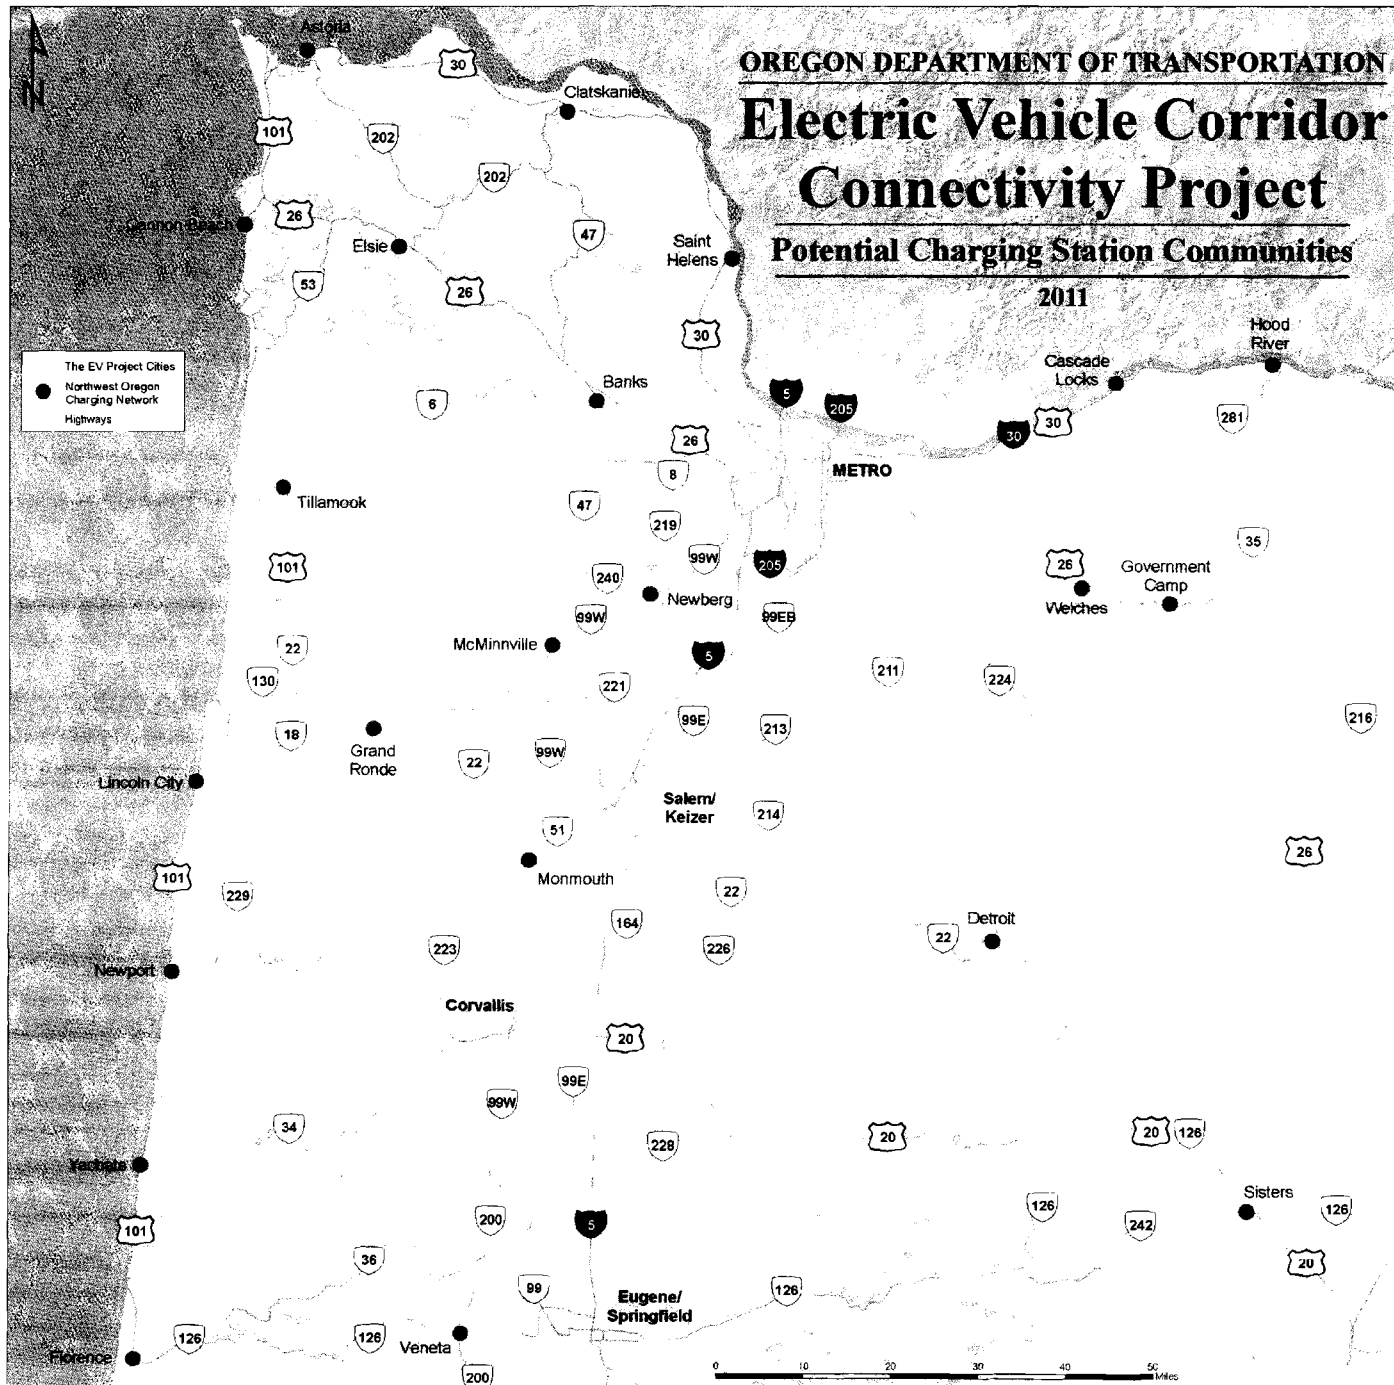 Astoria
30
OREGON DEPARTMENT OF TRANSPORTATION
Electric Vehicle Corridor
Connectivity Project
Potential Charging Station Communities
2011
N
Clatskanie
101
202
202
26
Cannon Beach
Elsie
47
Saint
Helens
53
26
30
Hood
River
Cascade
Locks
The EV Project Cities
Northwest Oregon
Charging Network
Highways
6
Banks
5
205
30
30
281
26
METRO
8
Tillamook
47
219
35
101
99W
205
26
Government
Camp
240
Newberg
Welches
99W
99EB
McMinnville
22
5
130
221
211
224
18
99E
213
216
Grand
Ronde
22
99W
Lincoln City
Salem/
Keizer
214
51
26
101
Monmouth
229
22
164
Detroit
223
226
22
Newport
Corvallis
20
99E
99W
34
228
20
20
126
Yachats
Sisters
101
200
5
126
242
126
36
20
99
Eugene/
Springfield
126
126
126
Veneta
Florence
200
0 10 20 30 40 50
Miles